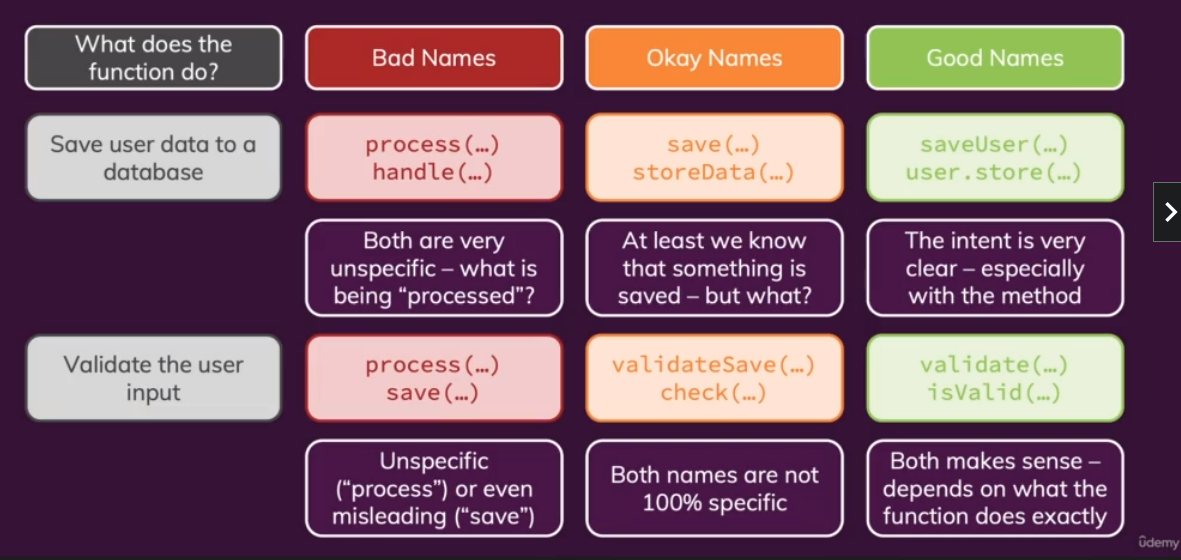 What does the
function do?
Bad Names
Okay Names
Good Names
Save user data to a
database
process(…)
handle(…)
save(…)
storeData(…)
saveUser(…)
user.store(…)
Both are very
unspecific – what is
being “processed”?
At least we know
that something is
saved – but what?
The intent is very
clear – especially
with the method
Validate the user
input
process(…)
save(…)
validateSave(…)
check(…)
validate(…)
isValid(…)
Unspecific
(“process”) or even
misleading (“save”)
Both names are not
100% specific
Both makes sense –
depends on what the
function does exactly
ûdemy